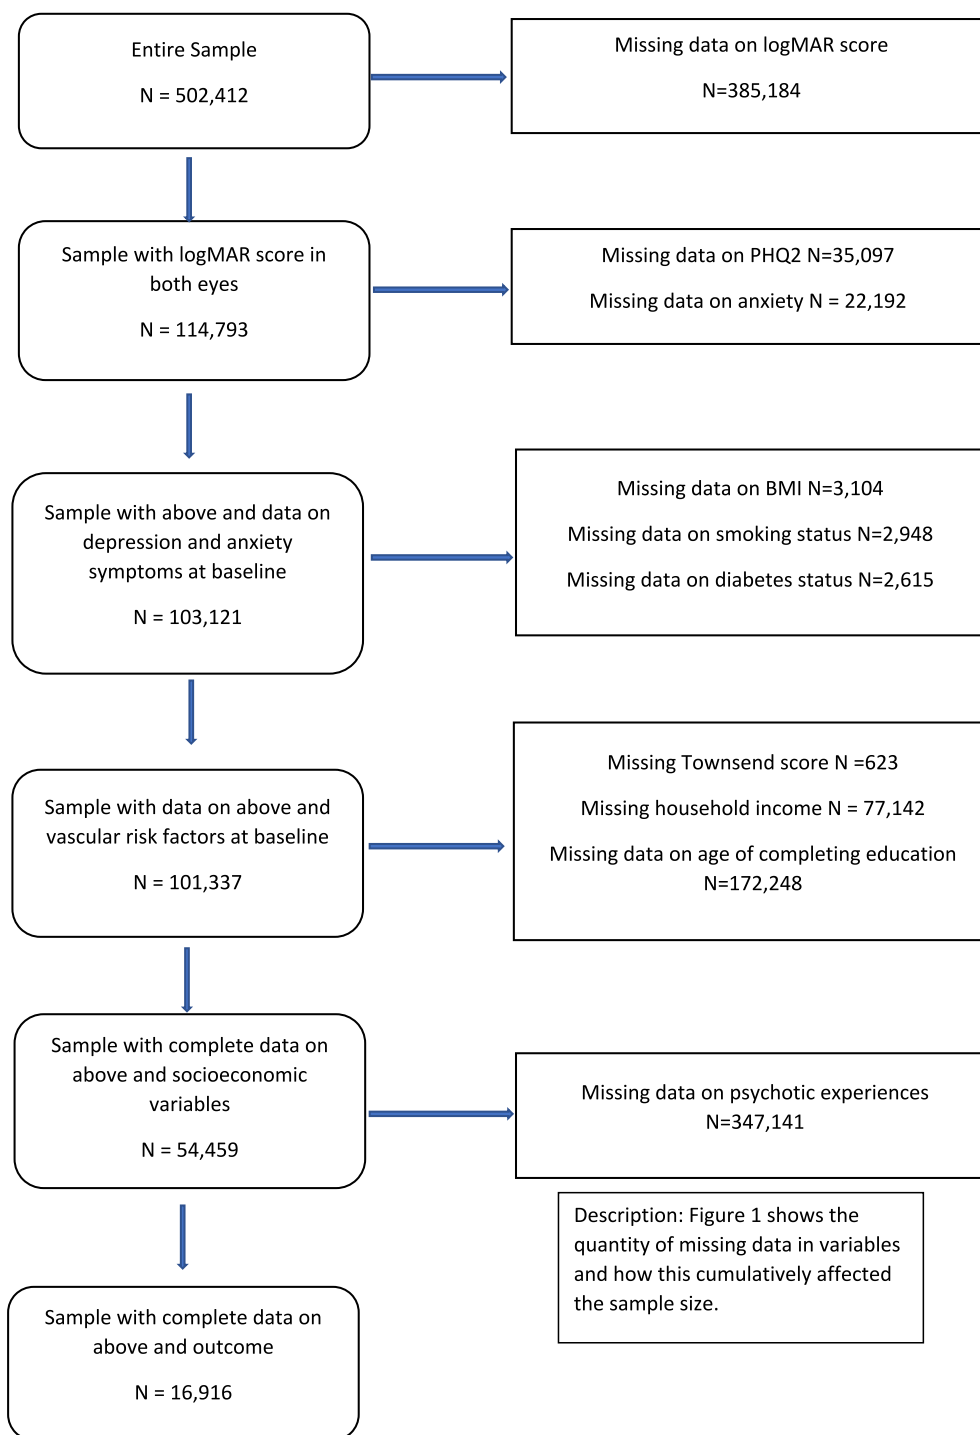 Entire Sample
N = 502,412
Missing data on logMAR score
N=385,184
Sample with logMAR score in
both eyes
N = 114,793
Missing data on PHQ2 N=35,097
Missing data on anxiety N = 22,192
Sample with above and data on
depression and anxiety
symptoms at baseline
N = 103,121
Missing data on BMI N=3,104
Missing data on smoking status N=2,948
Missing data on diabetes status N=2,615
Sample with data on above and
vascular risk factors at baseline
N = 101,337
Missing Townsend score N =623
Missing household income N = 77,142
Missing data on age of completing education
N=172,248
Sample with complete data on
above and socioeconomic
variables
N = 54,459
Missing data on psychotic experiences
N=347,141
Description: Figure 1 shows the
quantity of missing data in variables
and how this cumulatively affected
the sample size.
Sample with complete data on
above and outcome
N = 16,916